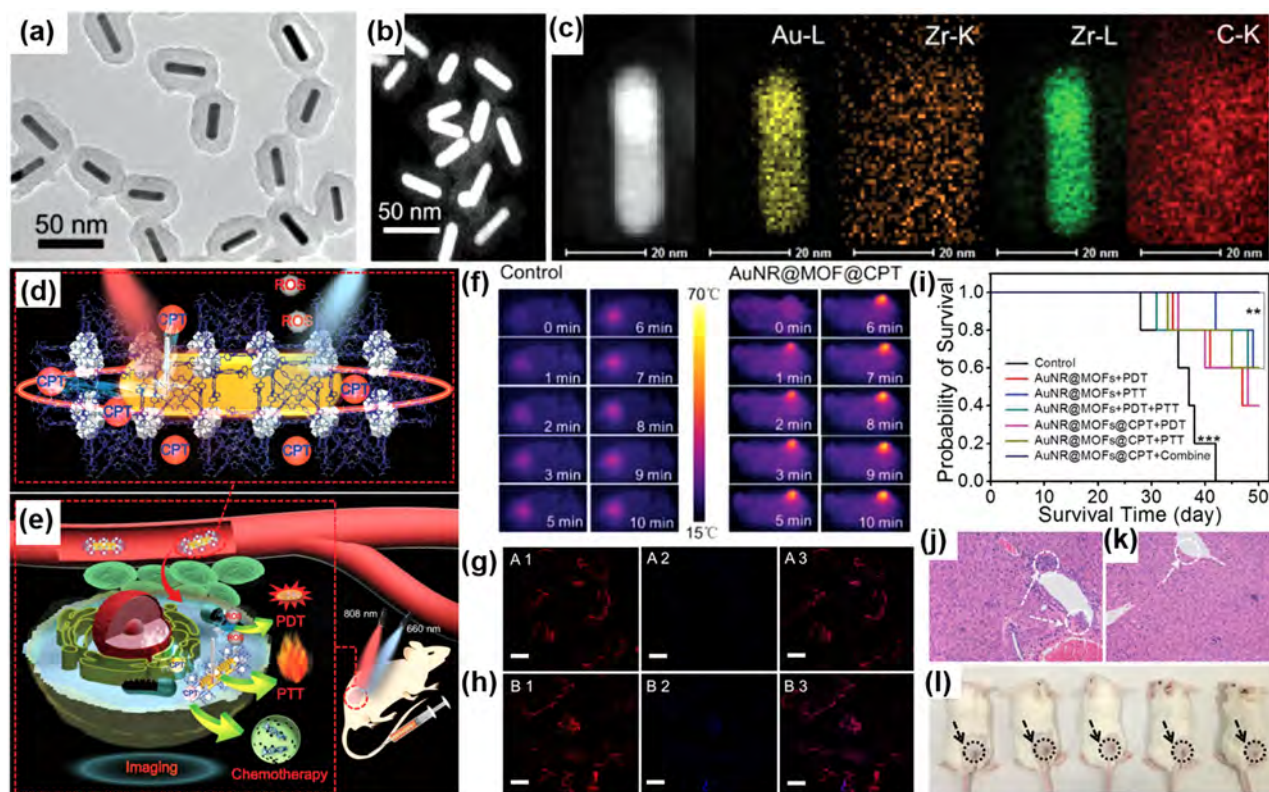 (a)
50 nm
(b)
50 nm
(c)
Au-L
Zr-K
Zr-L
C-K
20 nm
20 nm
20 nm
20 nm
(d)
ROS
ROS
CPT
CPT
CPT
CPT
CPT
CPT
(e)
PDT
PTT
CPT
CPT
Chemotherapy
Imaging
808 nm
660 nm
(f)
Control
AuNR@MOF@CPT
70℃
15℃
0 min
6 min
1 min
7 min
2 min
8 min
3 min
9 min
5 min
10 min
0 min
6 min
1 min
7 min
2 min
8 min
3 min
9 min
5 min
10 min
(g)
A 1
A 2
A 3
(h)
B 1
B 2
B 3
(i)
Probability of Survival
1.0
0.8
0.6
0.4
0.2
0.0
**
***
Control
AuNR@MOFs+PDT
AuNR@MOFs+PTT
AuNR@MOFs+PDT+PTT
AuNR@MOFs@CPT+PDT
AuNR@MOFs@CPT+PTT
AuNR@MOFs@CPT+Combine
0 10 20 30 40 50
Survival Time (day)
(j)
(k)
(l)